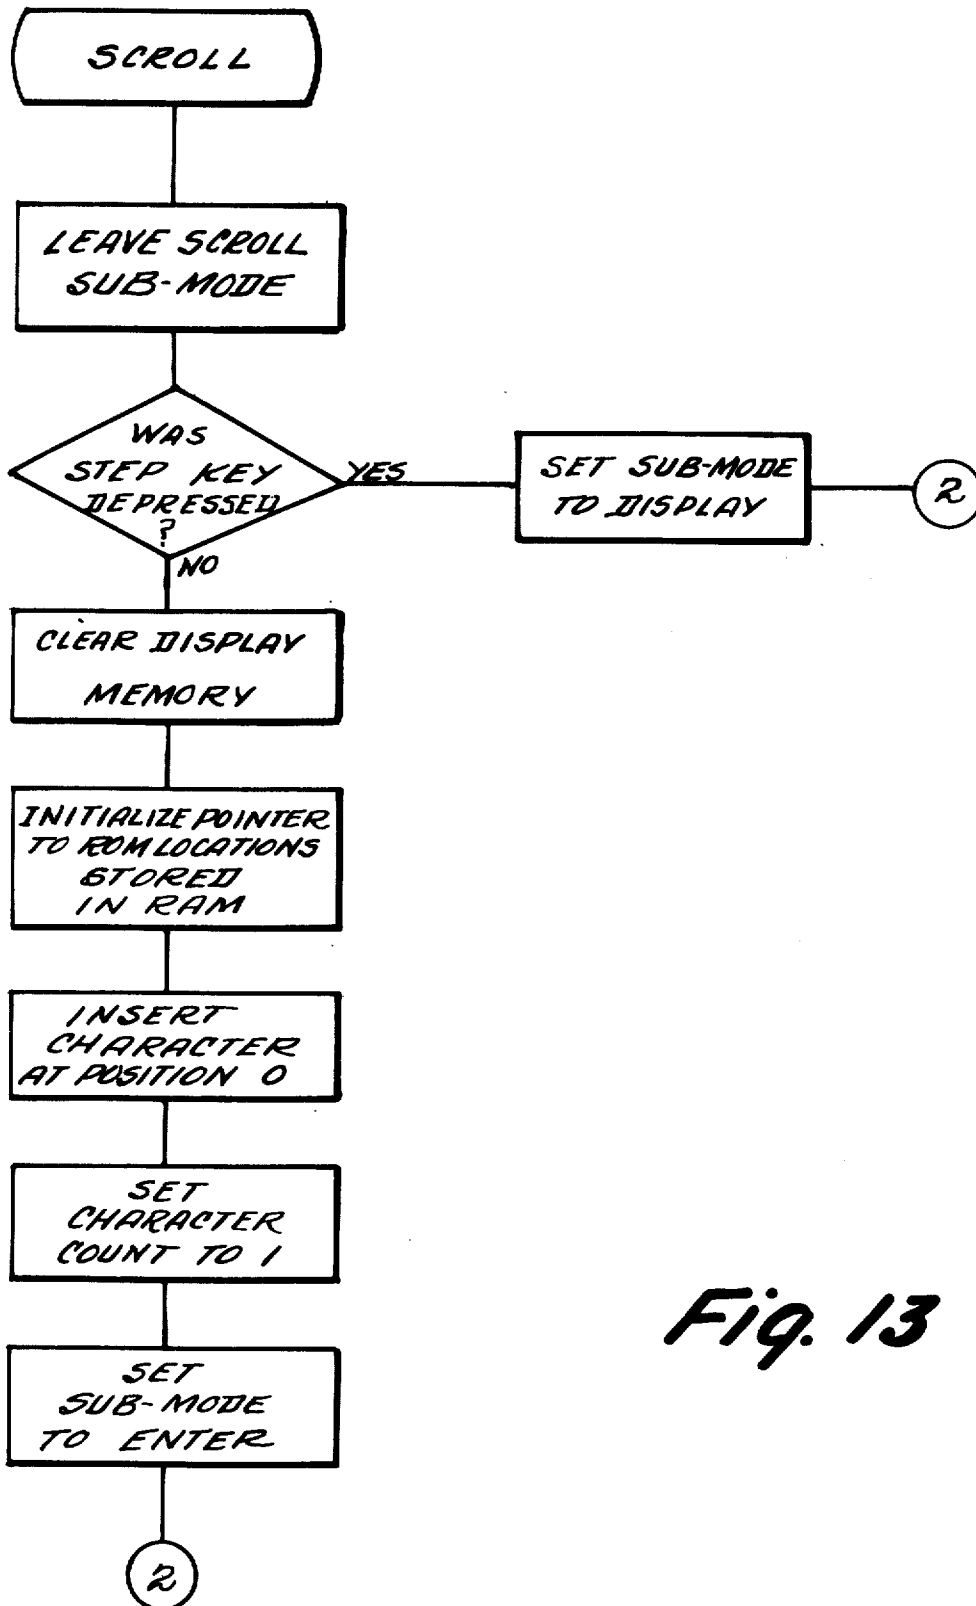 SCROLL
LEAVE SCROLL
SUB-MODE
WAS
STEP KEY
DEPRESSED
?
YES
SET SUB-MODE
TO DISPLAY
2
NO
CLEAR DISPLAY
MEMORY
INITIALIZE POINTER
TO ROM LOCATIONS
STORED
IN RAM
INSERT
CHARACTER
AT POSITION 0
SET
CHARACTER
COUNT TO 1
SET
SUB-MODE
TO ENTER
2
Fig. 13